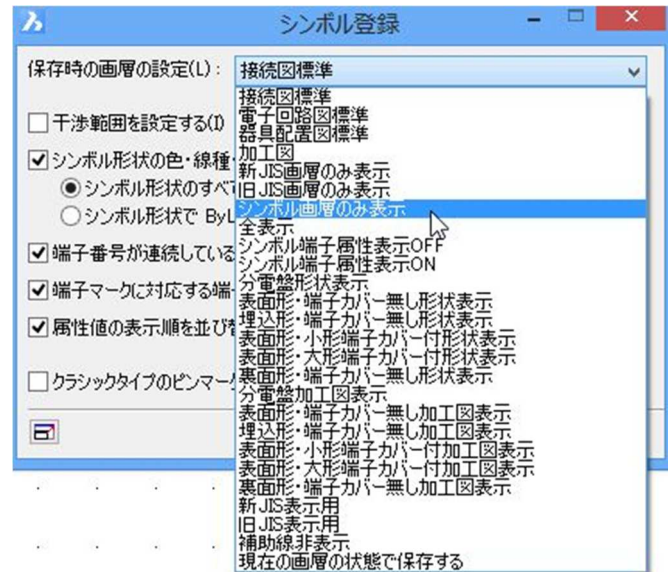 シンボル登録
保存時の画層の設定(L):
接続図標準
接続図標準
電子回路図標準
器具配置図標準
加工図
新JIS画層のみ表示
旧JIS画層のみ表示
シンボル画層のみ表示
全表示
シンボル端子属性表示OFF
シンボル端子属性表示ON
分電盤形状表示
表面形・端子カバー無し形状表示
埋込形・端子カバー無し形状表示
表面形・小形端子カバー付形状表示
表面形・大形端子カバー付形状表示
裏面形・端子カバー無し形状表示
分電盤加工図表示
表面形・端子カバー無し加工図表示
埋込形・端子カバー無し加工図表示
表面形・小形端子カバー付加工図表示
表面形・大形端子カバー付加工図表示
裏面形・端子カバー無し加工図表示
新JIS表示用
旧JIS表示用
補助線非表示
現在の画層の状態で保存する
干渉範囲を設定する(I)
シンボル形状の色・線種・
シンボル形状のすべ
シンボル形状で ByL
端子番号が連続している
端子マークに対応する端
属性値の表示順を並び
クラシックタイプのピンマー